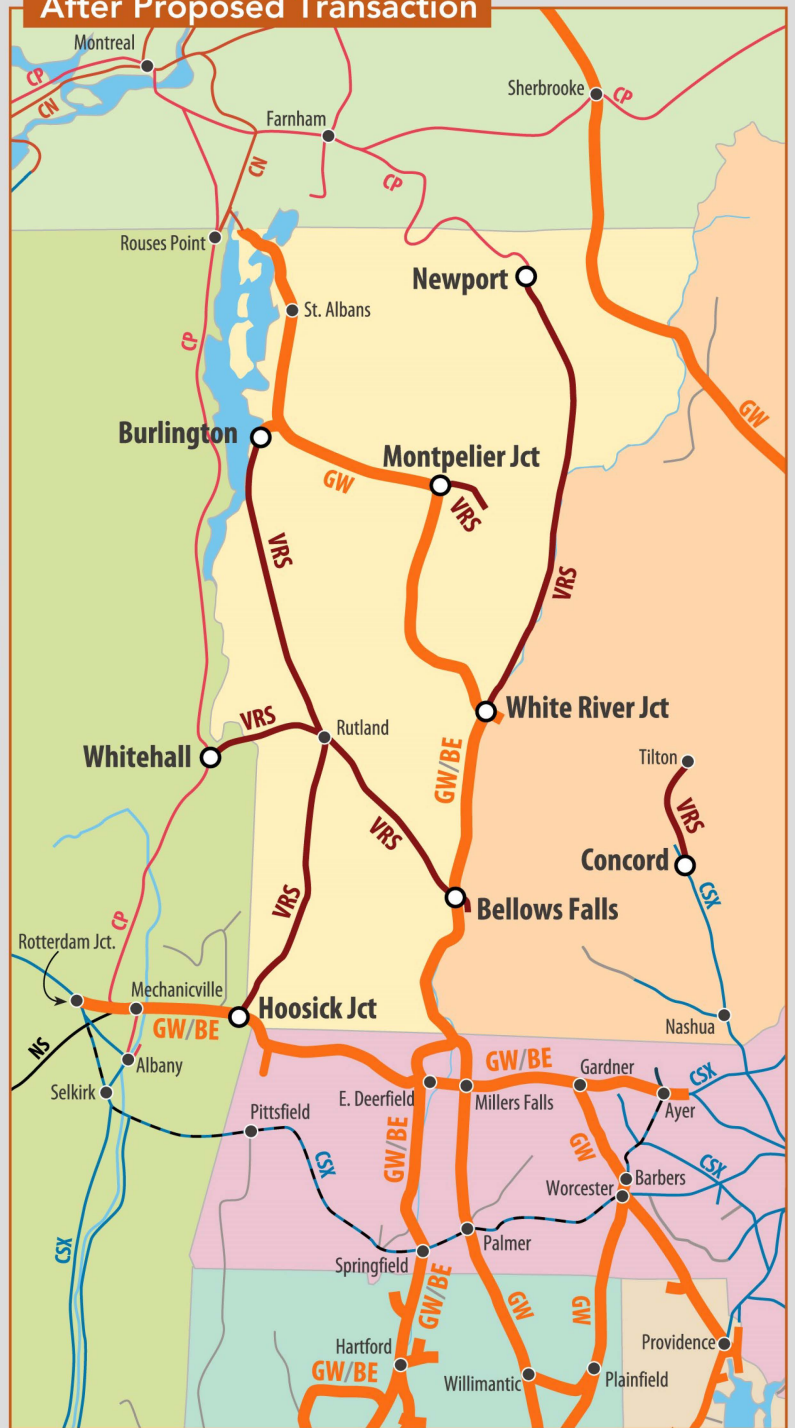 After Proposed Transaction
Montreal
CP
CN
Sherbrooke
CP
Farnham
CN
CP
Rouses Point
Newport
St. Albans
CP
GW
Burlington
Montpelier Jct
GW
VRS
VRS
VRS
White River Jct
VRS
Rutland
Whitehall
GW/BE
Tilton
VRS
VRS
Concord
CSX
VRS
Bellows Falls
CP
Rotterdam Jct.
Mechanicville
Hoosick Jct
GW/BE
Nashua
NS
Albany
GW/BE
Gardner
CSX
Selkirk
E. Deerfield
Millers Falls
Ayer
Pittsfield
GW/BE
GW
CSX
CSX
Barbers
Worcester
CSX
Palmer
Springfield
GW/BE
GW
GW
Hartford
Providence
GW/BE
Willimantic
Plainfield